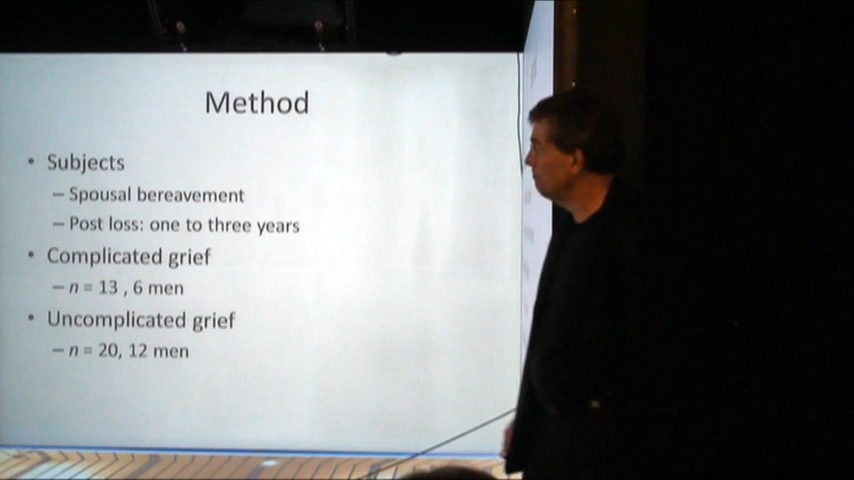 Method
• Subjects
– Spousal bereavement
– Post loss: one to three years
• Complicated grief
– n = 13 , 6 men
• Uncomplicated grief
– n = 20, 12 men